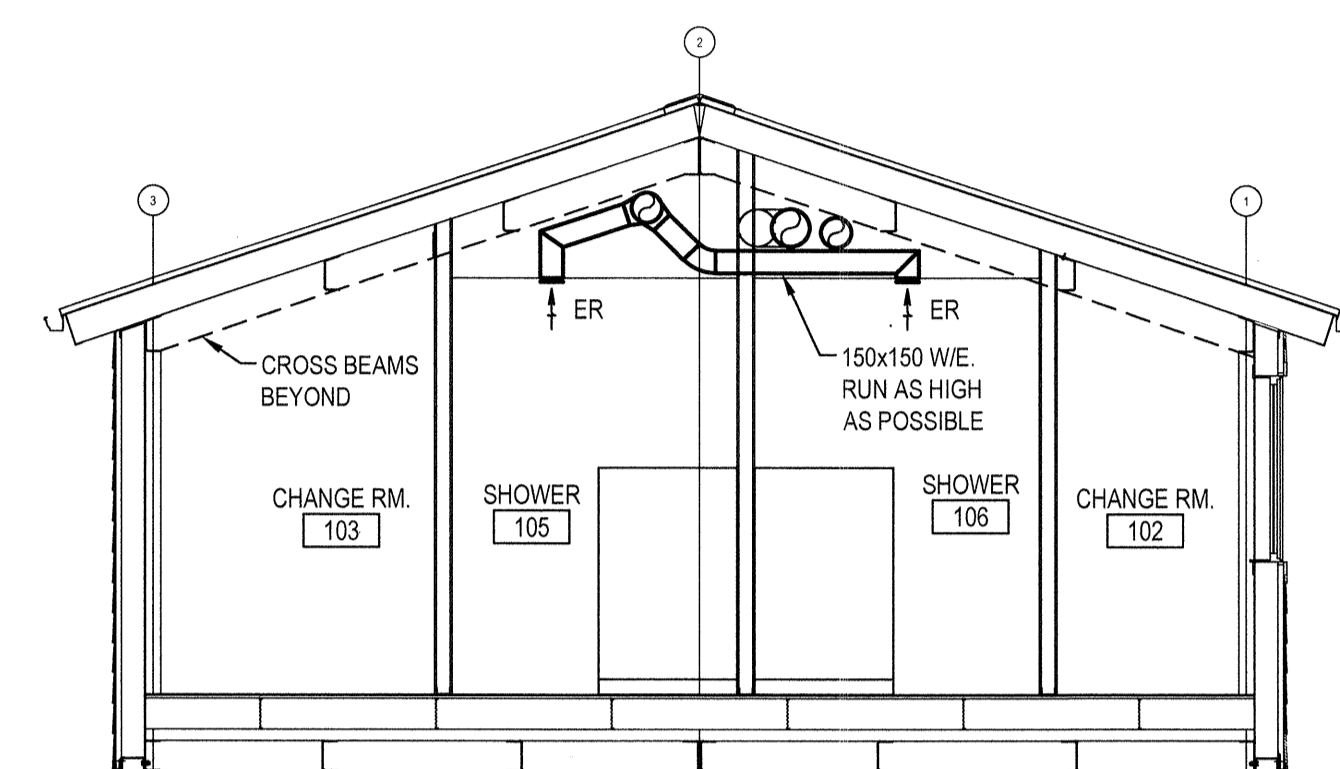 2
3
1
ER
ER
150x150 W/E.
RUN AS HIGH
AS POSSIBLE
CROSS BEAMS
BEYOND
CHANGE RM.
103
SHOWER
105
SHOWER
106
CHANGE RM.
102